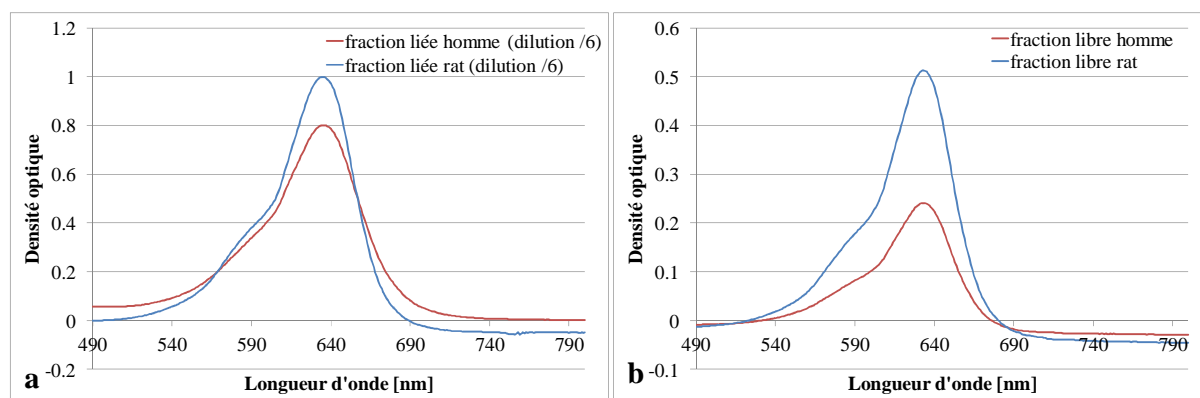 fraction liée homme (dilution /6)
fraction liée rat (dilution /6)
1.2
1
0.8
0.6
0.4
0.2
0
-0.2
Densité optique
490 540 590 640 690 740 790
Longueur d'onde [nm]
a
fraction libre homme
fraction libre rat
0.6
0.5
0.4
0.3
0.2
0.1
0
-0.1
Densité optique
490 540 590 640 690 740 790
Longueur d'onde [nm]
b